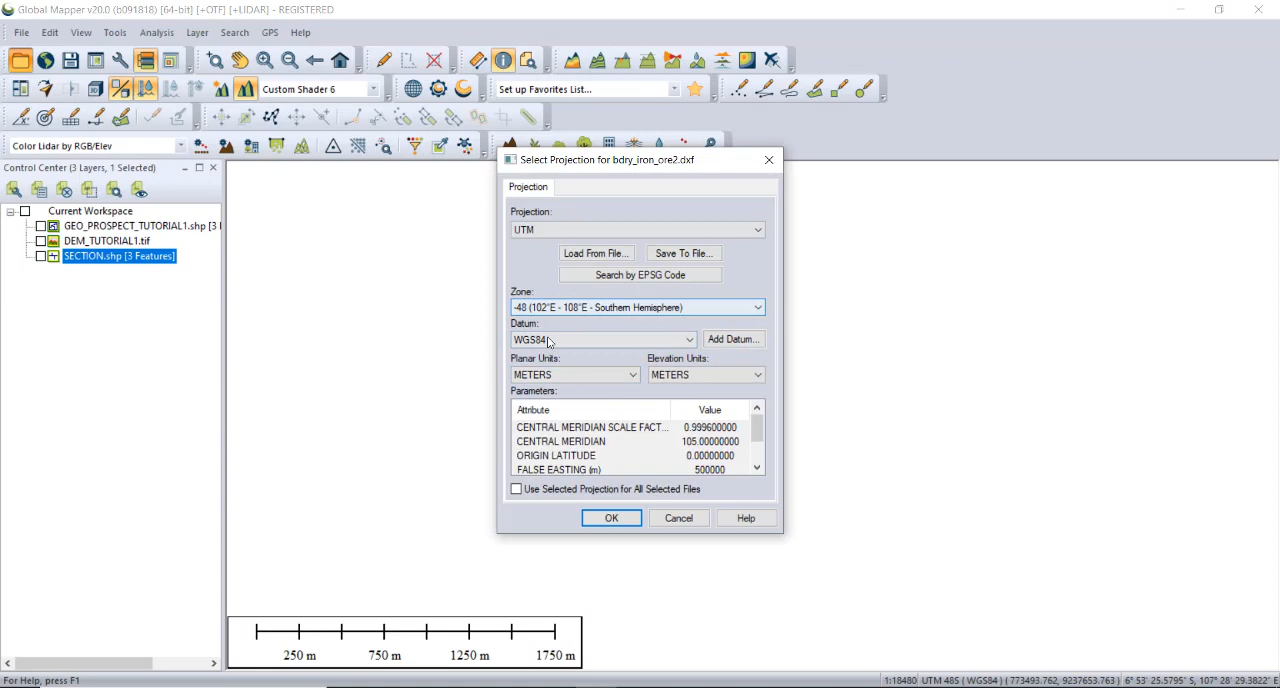 Global Mapper v20.0 (b091818) [64-bit] [+OTF] [+LIDAR] - REGISTERED
File Edit View Tools Analysis Layer Search GPS Help
Custom Shader 6
Set up Favorites List...
Color Lidar by RGB/Elev
Control Center (3 Layers, 1 Selected)
Current Workspace
GEO_PROSPECT_TUTORIAL1.shp [3 F
DEM_TUTORIAL1.tif
SECTION.shp [3 Features]
Select Projection for bdry_iron_ore2.dxf
Projection
Projection:
UTM
Load From File... Save To File...
Search by EPSG Code
Zone:
-48 (102°E - 108°E - Southern Hemisphere)
Datum:
WGS84 Add Datum...
Planar Units: Elevation Units:
METERS METERS
Parameters:
Attribute Value
CENTRAL MERIDIAN SCALE FACT... 0.999600000
CENTRAL MERIDIAN 105.00000000
ORIGIN LATITUDE 0.00000000
FALSE EASTING (m) 500000
Use Selected Projection for All Selected Files
OK Cancel Help
250 m 750 m 1250 m 1750 m
For Help, press F1
1:18480 UTM 48S ( WGS84 ) ( 773493.762, 9237653.763 ) 6° 53' 25.5795" S, 107° 28' 29.3822" E